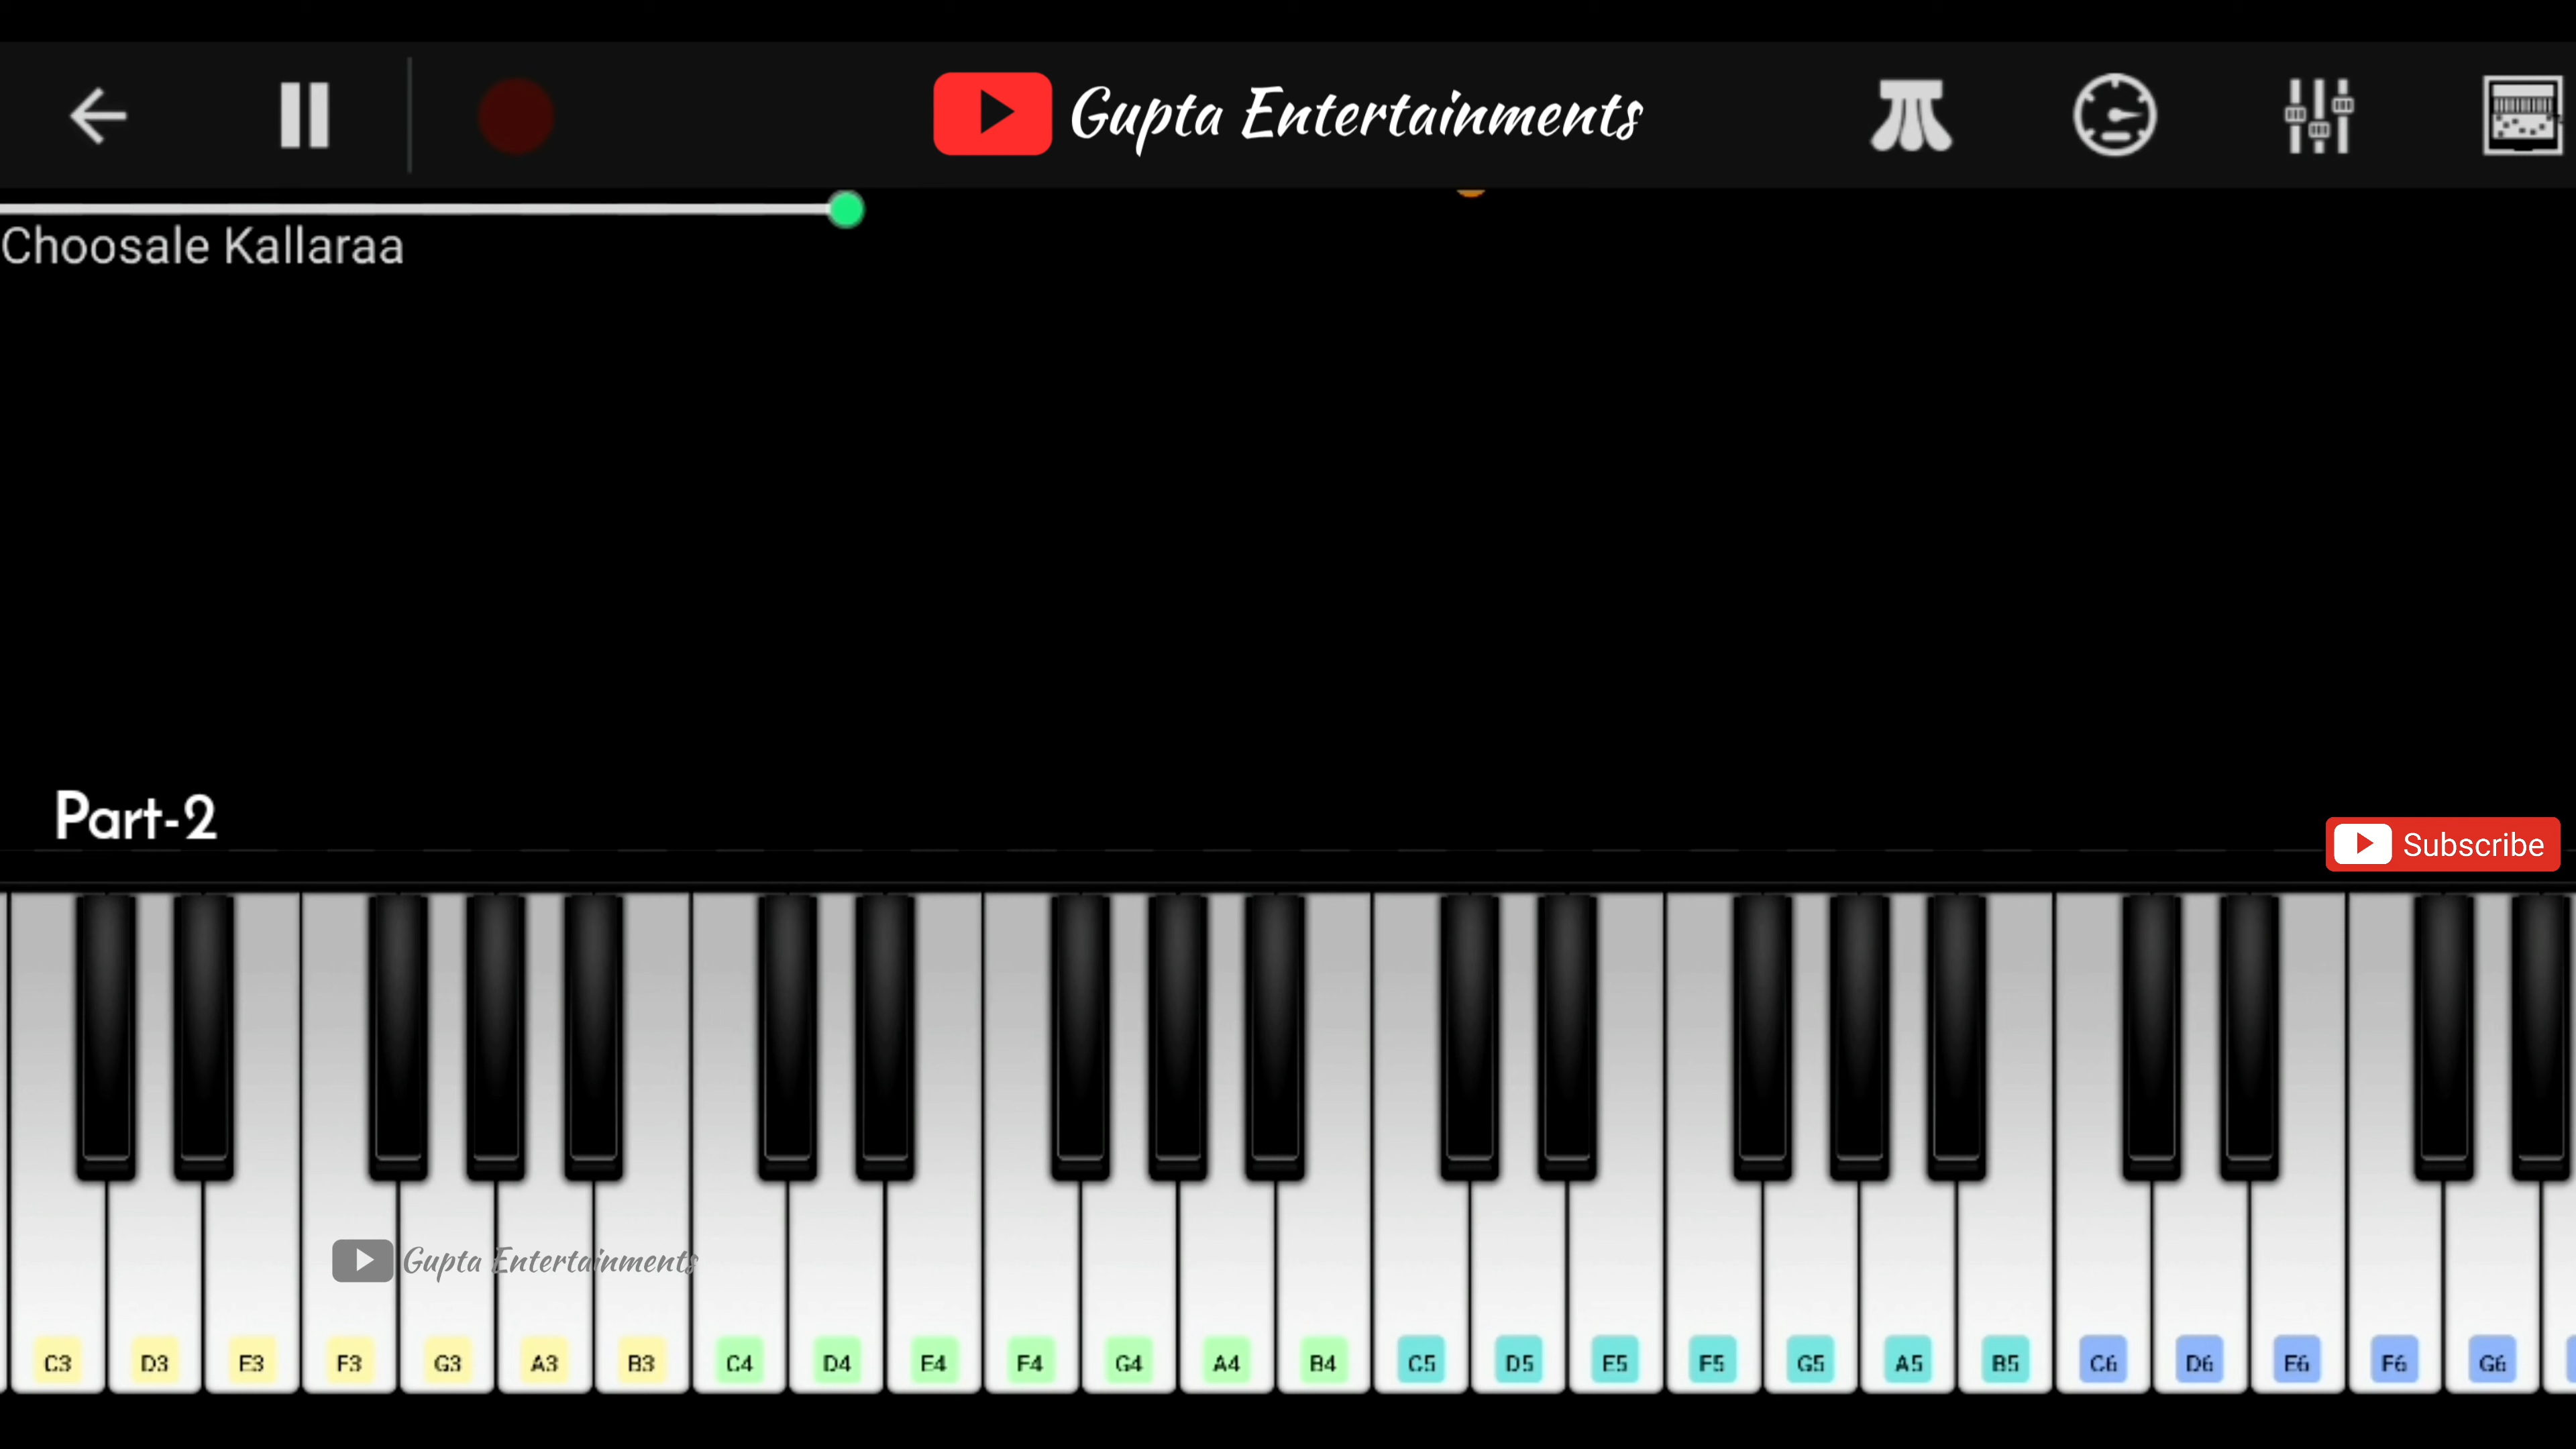 Gupta Entertainments
Choosale Kallaraa
Part-2
Subscribe
Gupta Entertainments
C3 D3 E3 F3 G3 A3 B3 C4 D4 E4 F4 G4 A4 B4 C5 D5 E5 F5 G5 A5 B5 C6 D6 E6 F6 G6